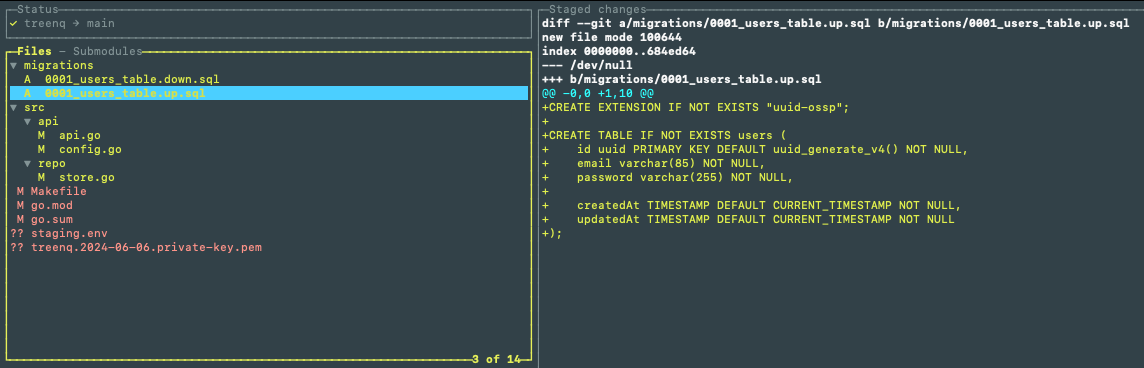 Status
✓ treenq → main
Files - Submodules
▼ migrations
A 0001_users_table.down.sql
A 0001_users_table.up.sql
▼ src
▼ api
M api.go
M config.go
▼ repo
M store.go
M Makefile
M go.mod
M go.sum
?? staging.env
?? treenq.2024-06-06.private-key.pem
3 of 14
Staged changes
diff --git a/migrations/0001_users_table.up.sql b/migrations/0001_users_table.up.sql
new file mode 100644
index 0000000..684ed64
--- /dev/null
+++ b/migrations/0001_users_table.up.sql
@@ -0,0 +1,10 @@
+CREATE EXTENSION IF NOT EXISTS "uuid-ossp";
+
+CREATE TABLE IF NOT EXISTS users (
+    id uuid PRIMARY KEY DEFAULT uuid_generate_v4() NOT NULL,
+    email varchar(85) NOT NULL,
+    password varchar(255) NOT NULL,
+
+    createdAt TIMESTAMP DEFAULT CURRENT_TIMESTAMP NOT NULL,
+    updatedAt TIMESTAMP DEFAULT CURRENT_TIMESTAMP NOT NULL
+);